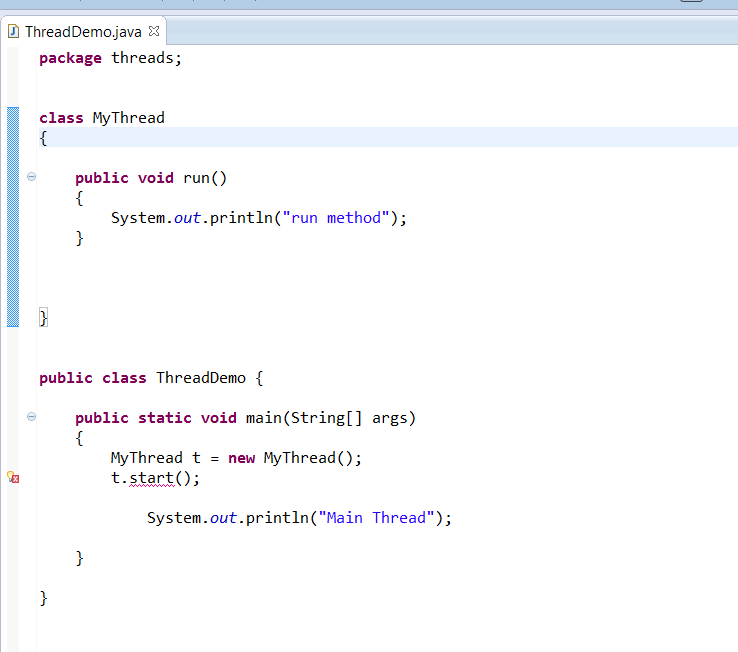 ThreadDemo.java
package threads;
class MyThread
{
public void run()
{
System.out.println("run method");
}
}
public class ThreadDemo {
public static void main(String[] args)
{
MyThread t = new MyThread();
t.start();
System.out.println("Main Thread");
}
}